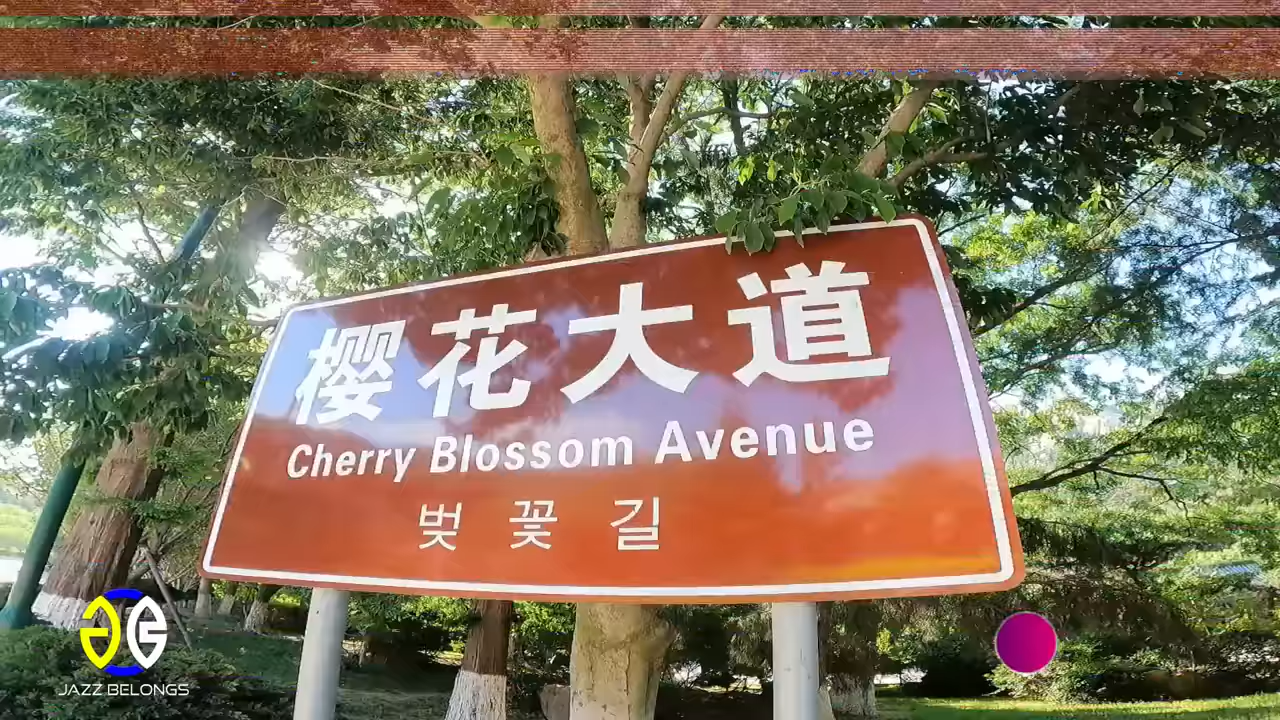 樱花大道
Cherry Blossom Avenue
벚꽃길
JAZZ BELONGS